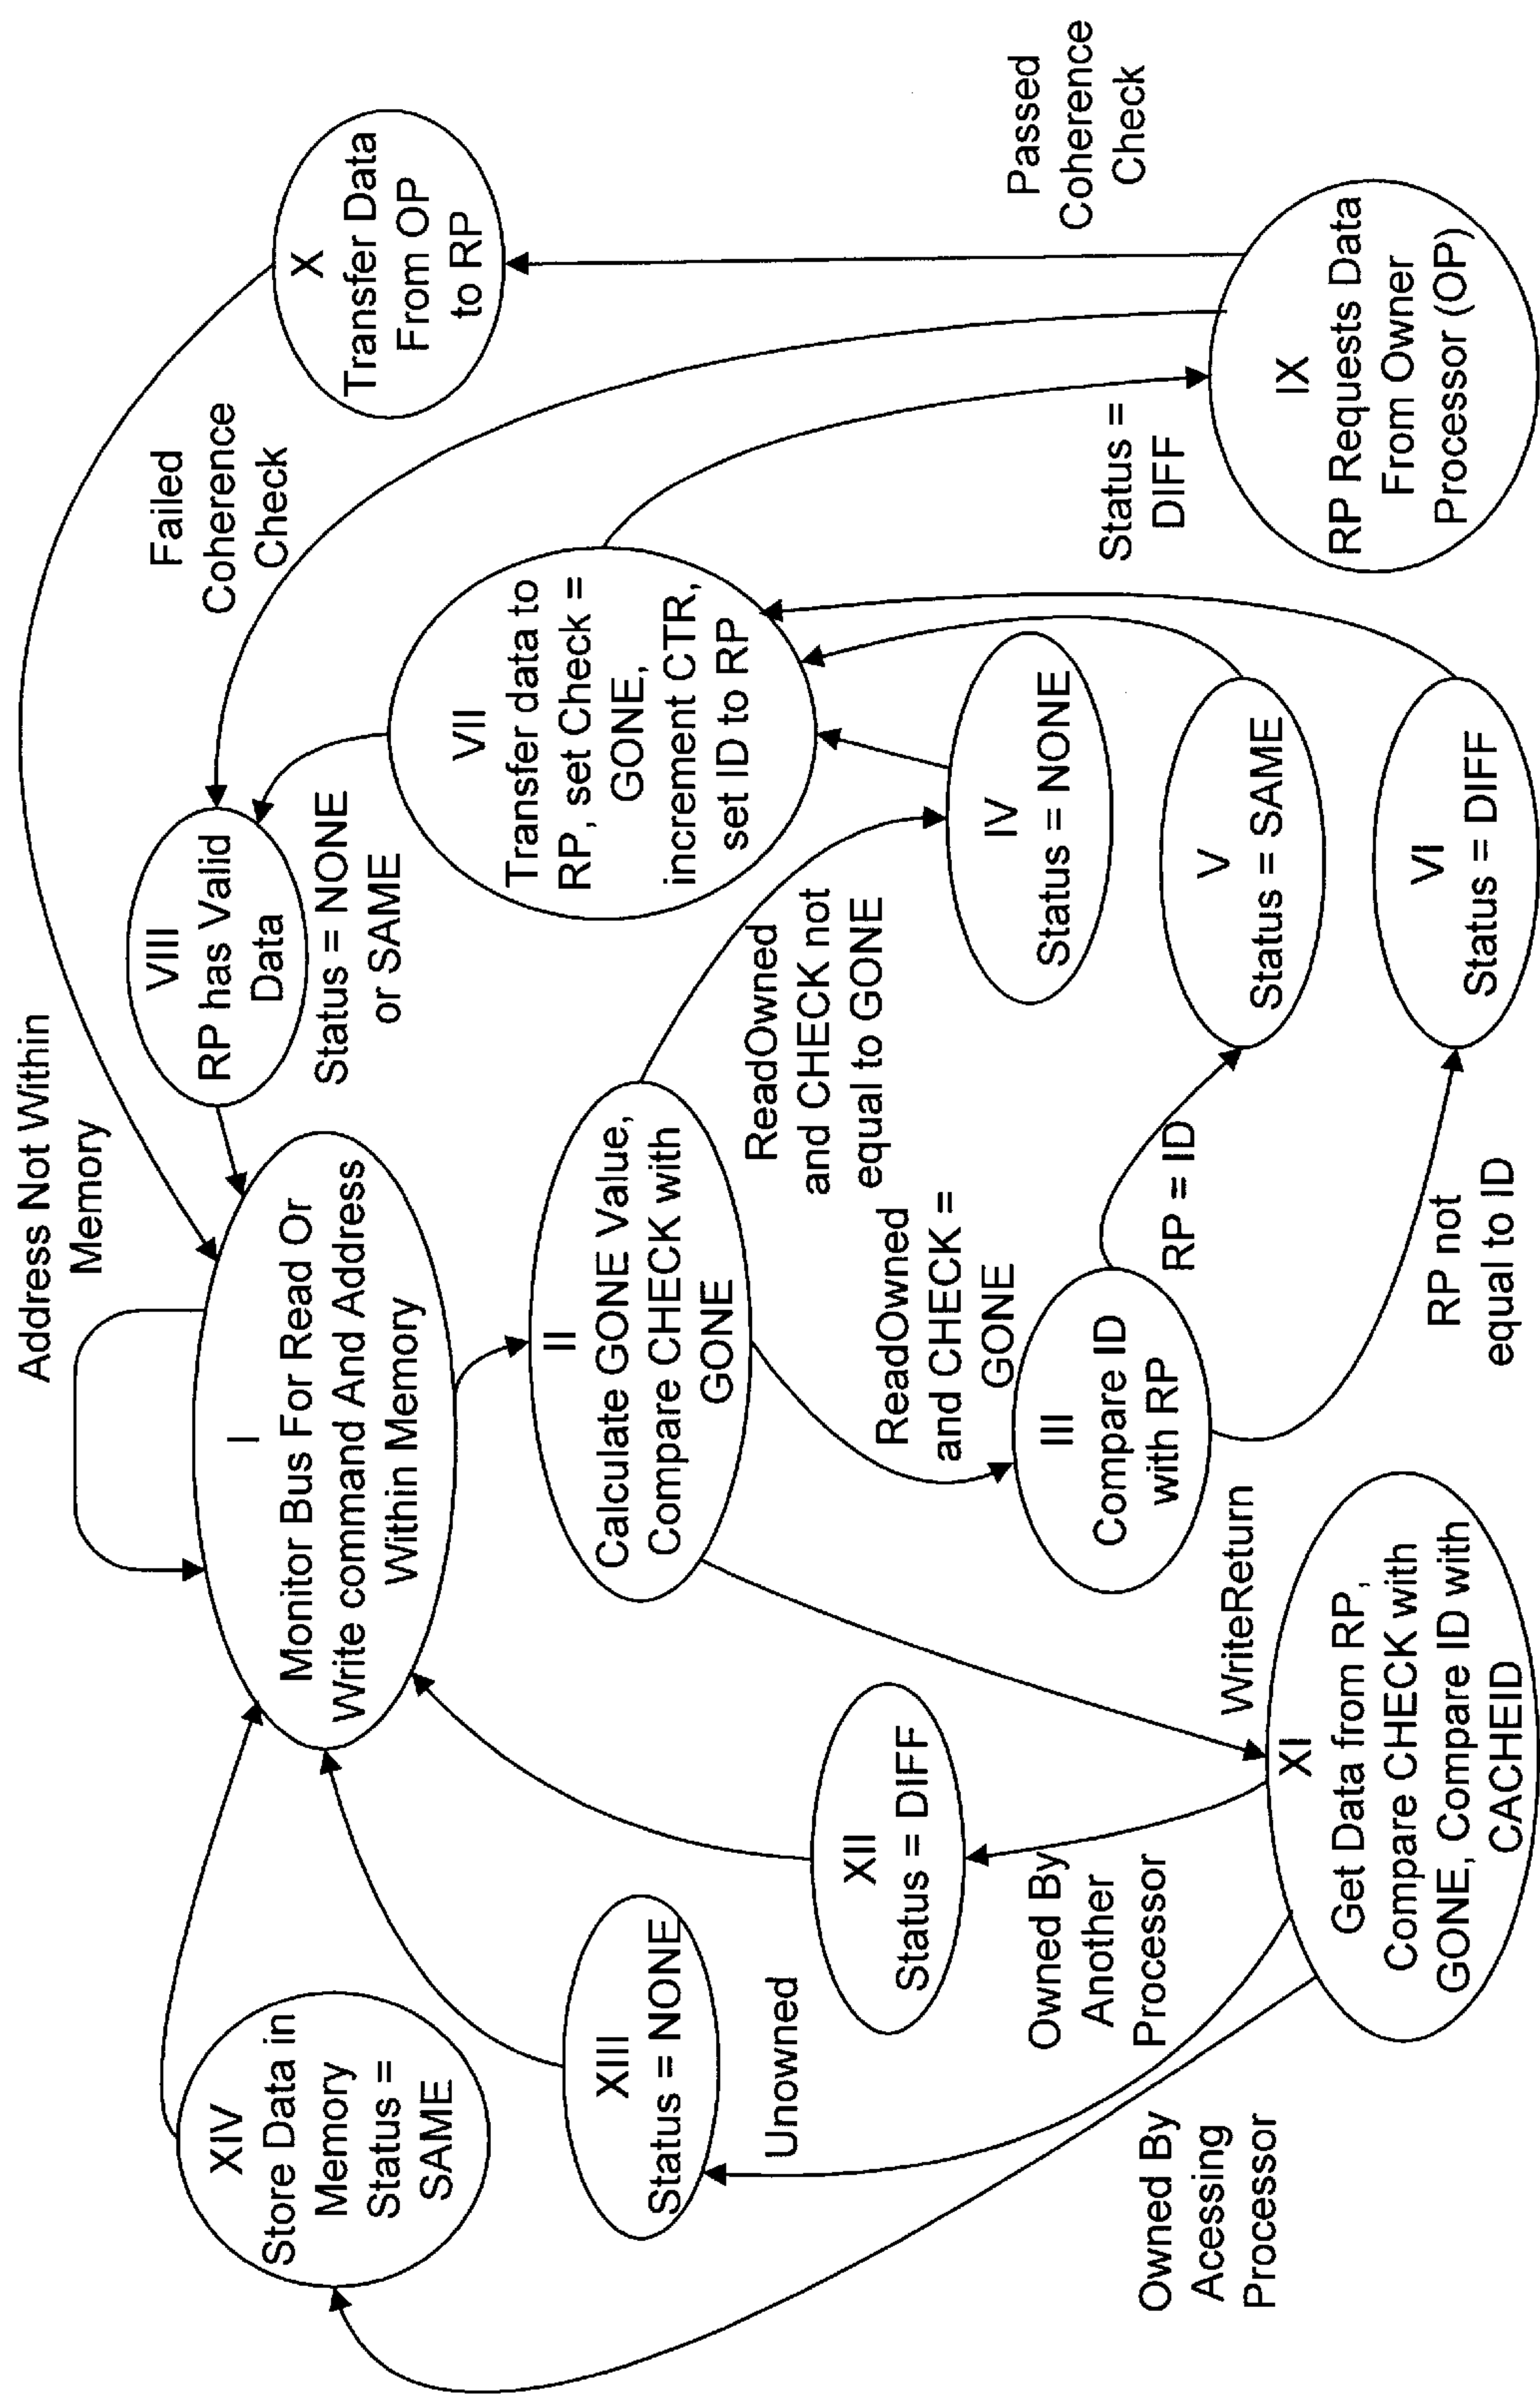 Address Not Within
Memory
I
Monitor Bus For Read Or
Write command And Address
Within Memory
II
Calculate GONE Value,
Compare CHECK with
GONE
ReadOwned
and CHECK not
equal to GONE
ReadOwned
and CHECK =
GONE
III
Compare ID
with RP
RP = ID
RP not
equal to ID
IV
Status = NONE
V
Status = SAME
VI
Status = DIFF
VII
Transfer data to
RP, set Check =
GONE,
increment CTR,
set ID to RP
Status = NONE
or SAME
VIII
RP has Valid
Data
Status =
DIFF
IX
RP Requests Data
From Owner
Processor (OP)
Failed
Coherence
Check
Passed
Coherence
Check
X
Transfer Data
From OP
to RP
WriteReturn
XI
Get Data from RP,
Compare CHECK with
GONE, Compare ID with
CACHEID
Owned By
Another
Processor
XII
Status = DIFF
Unowned
XIII
Status = NONE
Owned By
Acessing
Processor
XIV
Store Data in
Memory
Status =
SAME